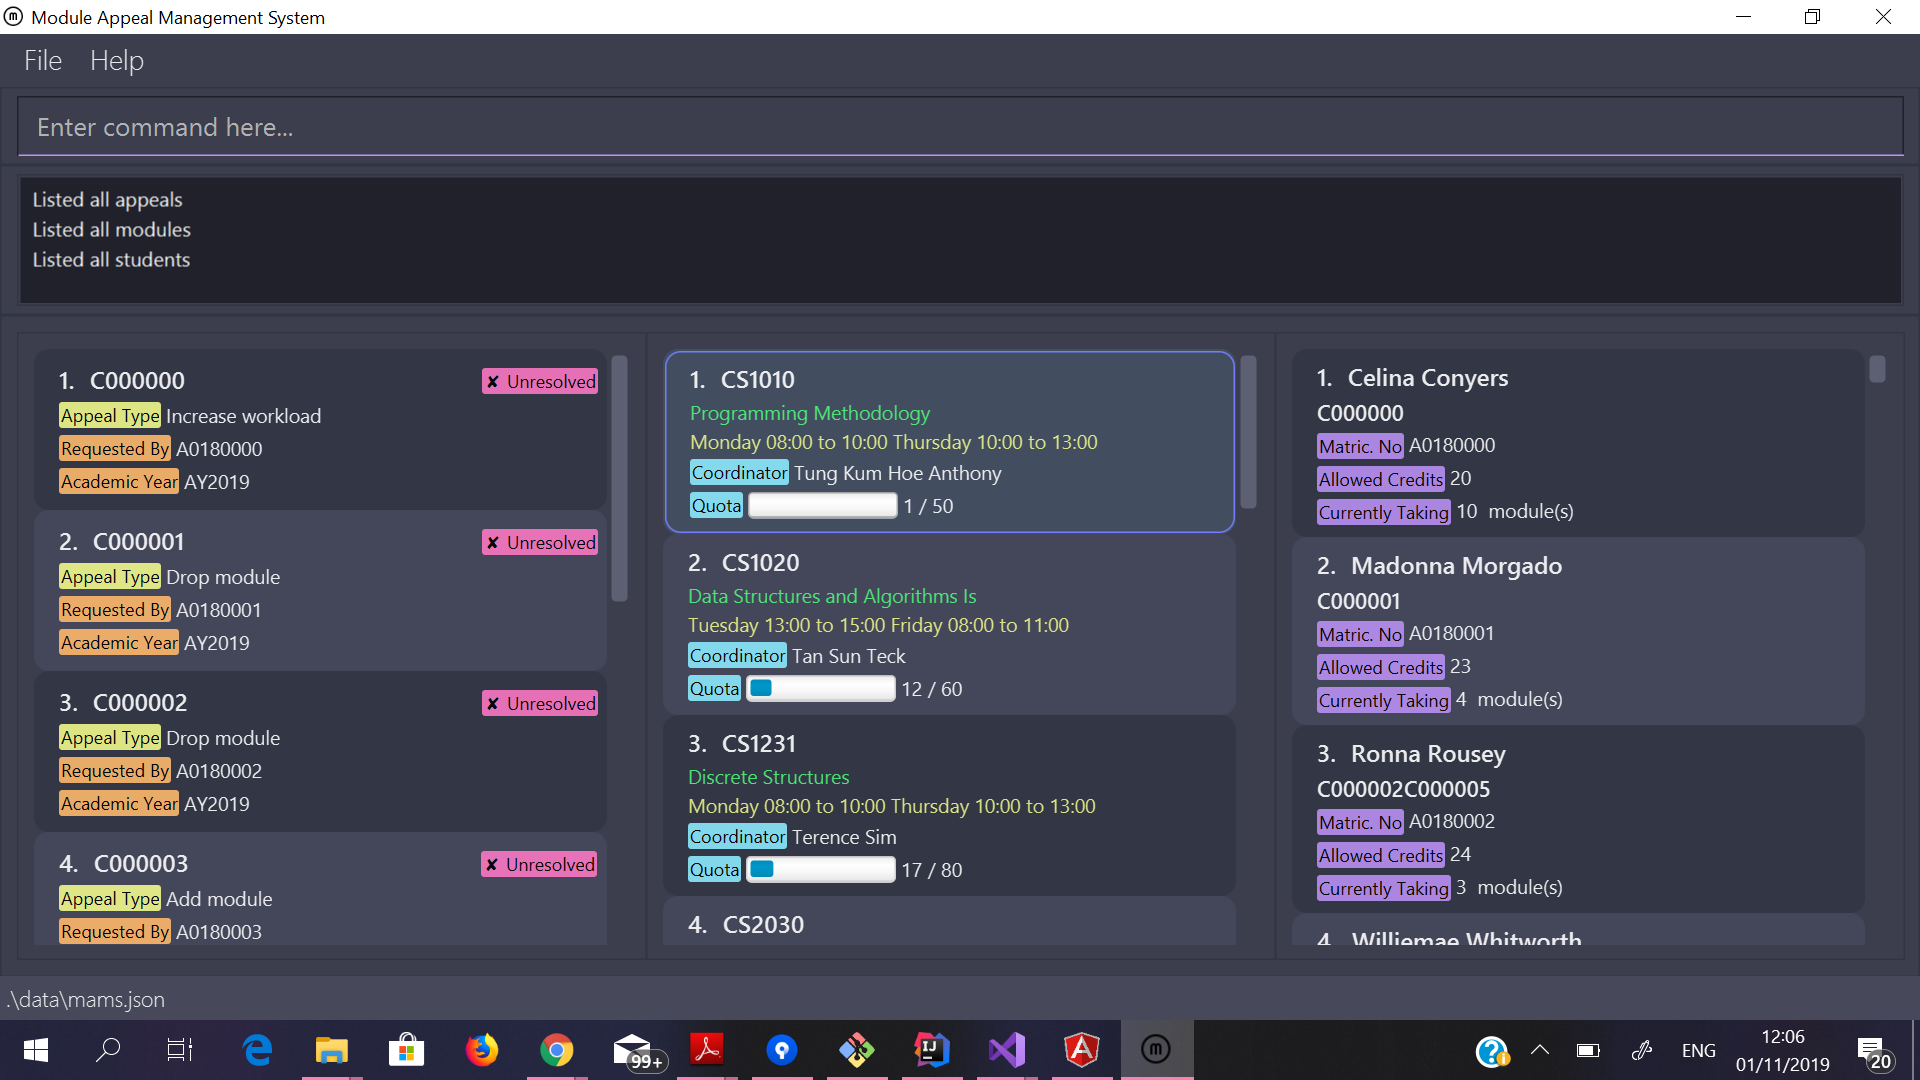 Module Appeal Management System
File Help
Enter command here...
Listed all appeals
Listed all modules
Listed all students
1. C000000
✘ Unresolved
Appeal Type Increase workload
Requested By A0180000
Academic Year AY2019
2. C000001
✘ Unresolved
Appeal Type Drop module
Requested By A0180001
Academic Year AY2019
3. C000002
✘ Unresolved
Appeal Type Drop module
Requested By A0180002
Academic Year AY2019
4. C000003
✘ Unresolved
Appeal Type Add module
Requested By A0180003
1. CS1010
Programming Methodology
Monday 08:00 to 10:00 Thursday 10:00 to 13:00
Coordinator Tung Kum Hoe Anthony
Quota 1 / 50
2. CS1020
Data Structures and Algorithms Is
Tuesday 13:00 to 15:00 Friday 08:00 to 11:00
Coordinator Tan Sun Teck
Quota 12 / 60
3. CS1231
Discrete Structures
Monday 08:00 to 10:00 Thursday 10:00 to 13:00
Coordinator Terence Sim
Quota 17 / 80
4. CS2030
1. Celina Conyers
C000000
Matric. No A0180000
Allowed Credits 20
Currently Taking 10 module(s)
2. Madonna Morgado
C000001
Matric. No A0180001
Allowed Credits 23
Currently Taking 4 module(s)
3. Ronna Rousey
C000002C000005
Matric. No A0180002
Allowed Credits 24
Currently Taking 3 module(s)
4. Williemae Whitworth
.\data\mams.json
99+
IJ
ENG
12:06
01/11/2019
20